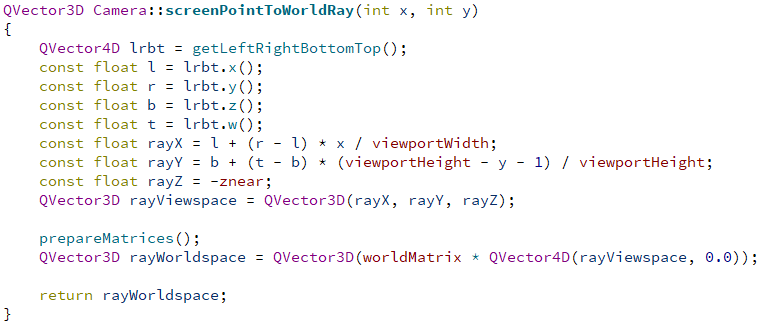 QVector3D Camera::screenPointToWorldRay(int x, int y)
{
    QVector4D lrbt = getLeftRightBottomTop();
    const float l = lrbt.x();
    const float r = lrbt.y();
    const float b = lrbt.z();
    const float t = lrbt.w();
    const float rayX = l + (r - l) * x / viewportWidth;
    const float rayY = b + (t - b) * (viewportHeight - y - 1) / viewportHeight;
    const float rayZ = -znear;
    QVector3D rayViewspace = QVector3D(rayX, rayY, rayZ);

    prepareMatrices();
    QVector3D rayWorldspace = QVector3D(worldMatrix * QVector4D(rayViewspace, 0.0));

    return rayWorldspace;
}